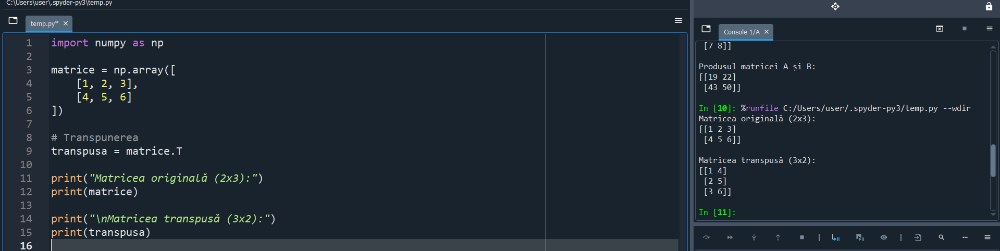 C:\Users\user\.spyder-py3\temp.py
temp.py*
1 import numpy as np
2
3 matrice = np.array([
4     [1, 2, 3],
5     [4, 5, 6]
6 ])
7
8 # Transpunerea
9 transpusa = matrice.T
10
11 print("Matricea originală (2x3):")
12 print(matrice)
13
14 print("\nMatricea transpusă (3x2):")
15 print(transpusa)
16
Console 1/A
[7 8]]
Produsul matricei A și B:
[[19 22]
 [43 50]]
In [10]: %runfile C:/Users/user/.spyder-py3/temp.py --wdir
Matricea originală (2x3):
[[1 2 3]
 [4 5 6]]
Matricea transpusă (3x2):
[[1 4]
 [2 5]
 [3 6]]
In [11]: